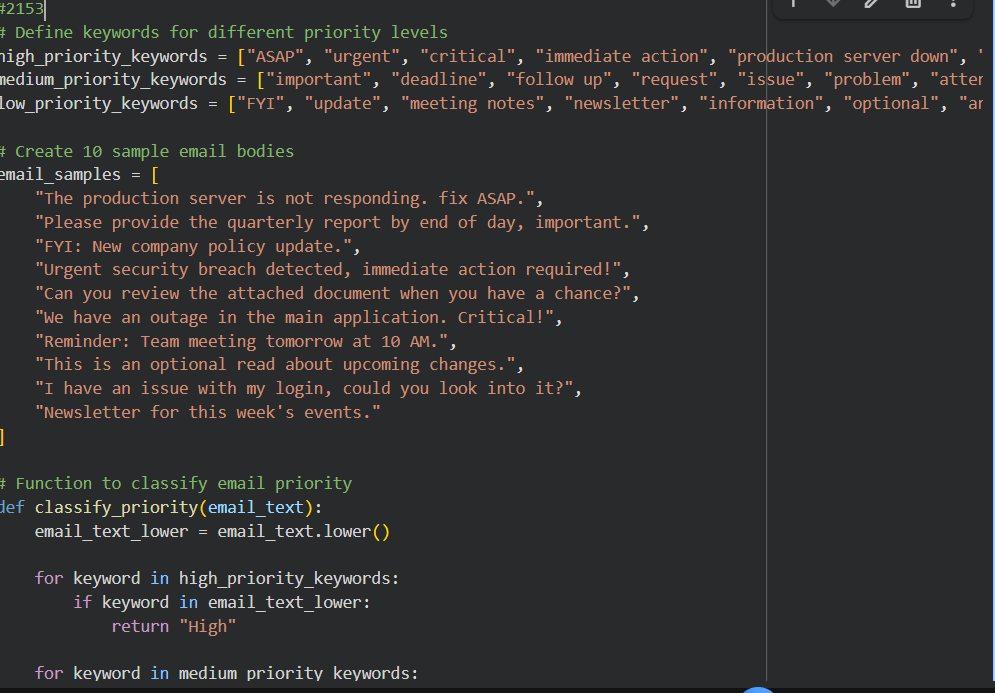 #2153
# Define keywords for different priority levels
high_priority_keywords = ["ASAP", "urgent", "critical", "immediate action", "production server down", "
medium_priority_keywords = ["important", "deadline", "follow up", "request", "issue", "problem", "atten
low_priority_keywords = ["FYI", "update", "meeting notes", "newsletter", "information", "optional", "an
# Create 10 sample email bodies
email_samples = [
"The production server is not responding. fix ASAP.",
"Please provide the quarterly report by end of day, important.",
"FYI: New company policy update.",
"Urgent security breach detected, immediate action required!",
"Can you review the attached document when you have a chance?",
"We have an outage in the main application. Critical!",
"Reminder: Team meeting tomorrow at 10 AM.",
"This is an optional read about upcoming changes.",
"I have an issue with my login, could you look into it?",
"Newsletter for this week's events."
]
# Function to classify email priority
def classify_priority(email_text):
email_text_lower = email_text.lower()
for keyword in high_priority_keywords:
if keyword in email_text_lower:
return "High"
for keyword in medium_priority_keywords: